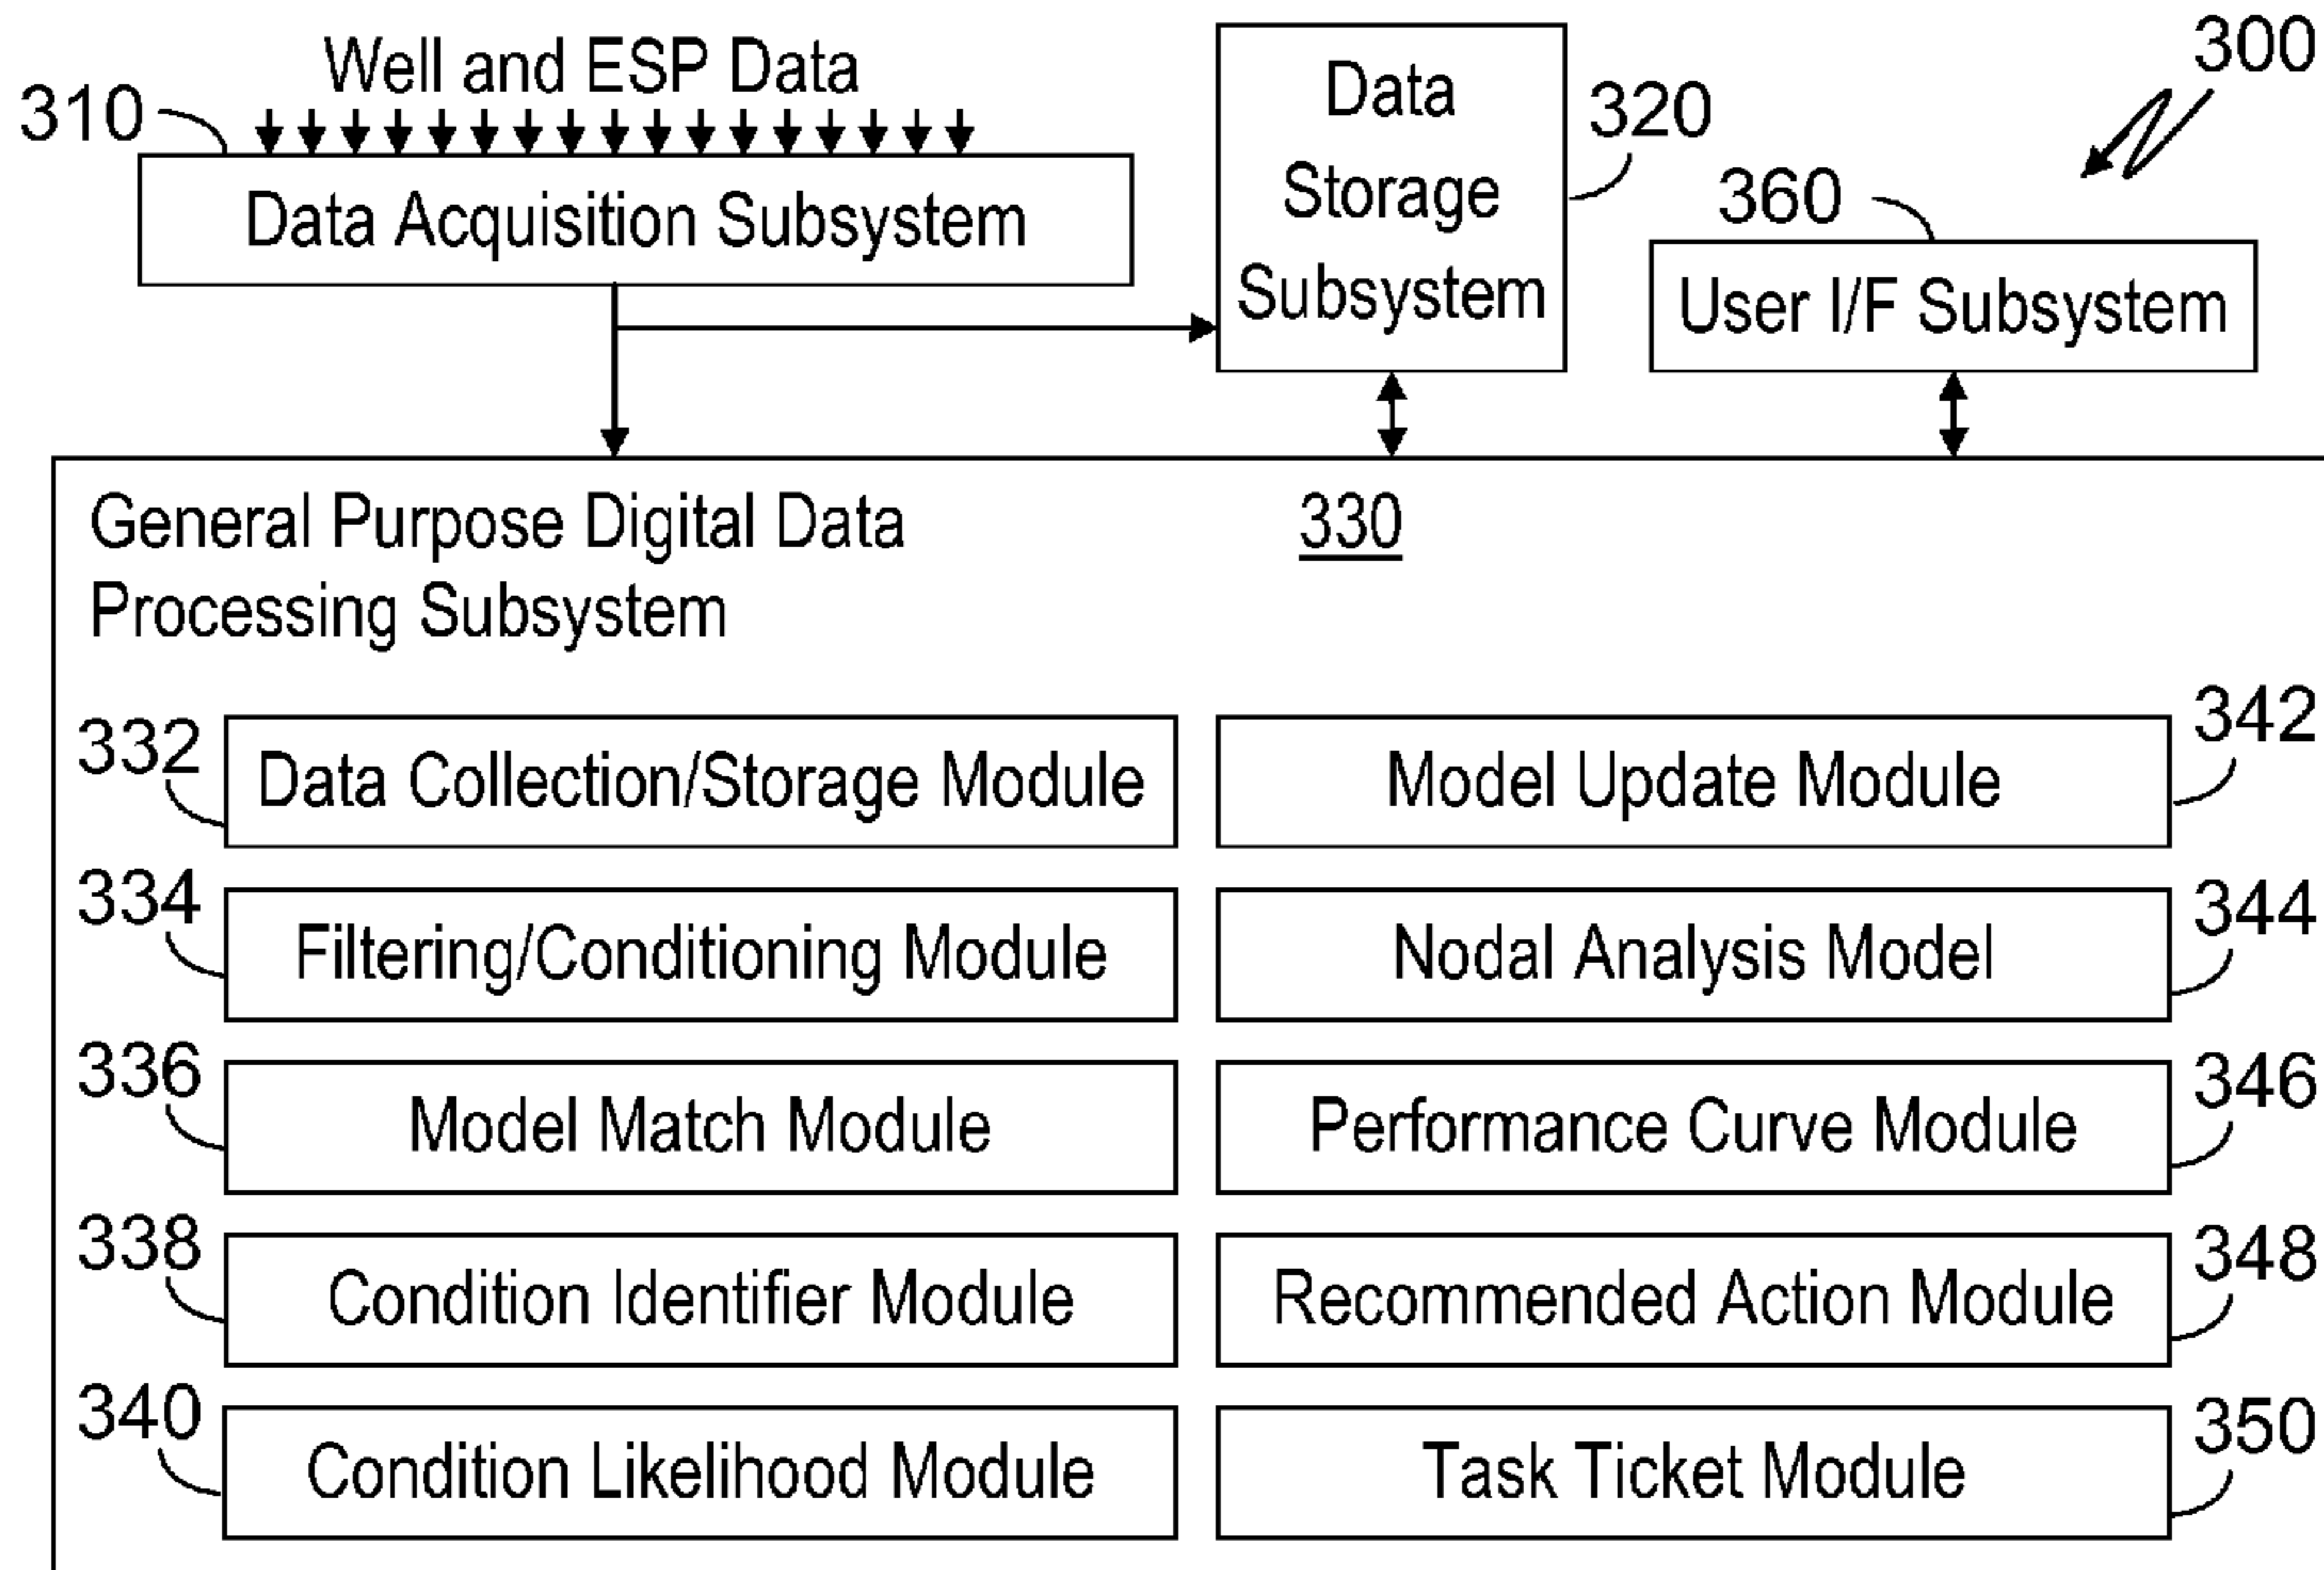 Well and ESP Data
310
Data Acquisition Subsystem
Data
Storage
Subsystem
320
300
360
User I/F Subsystem
General Purpose Digital Data
Processing Subsystem
330
332
Data Collection/Storage Module
Model Update Module
342
334
Filtering/Conditioning Module
Nodal Analysis Model
344
336
Model Match Module
Performance Curve Module
346
338
Condition Identifier Module
Recommended Action Module
348
340
Condition Likelihood Module
Task Ticket Module
350